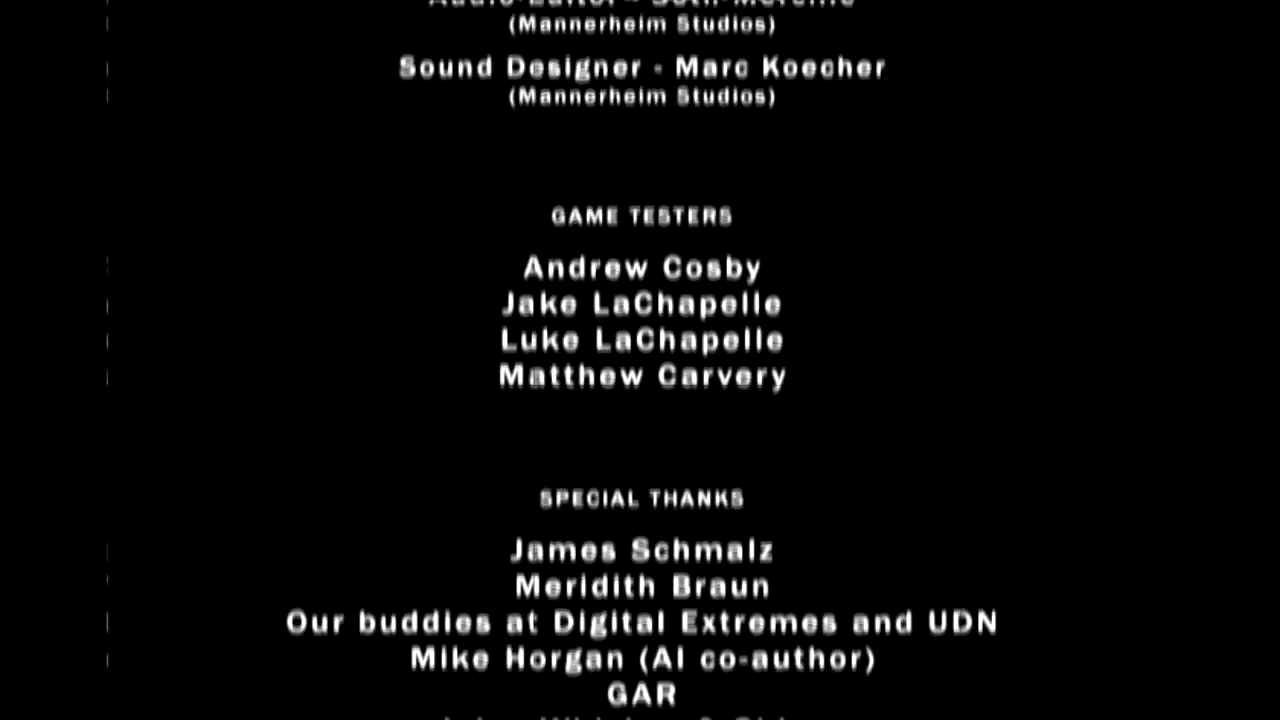 (Mannerheim Studios)
Sound Designer - Marc Koecher
(Mannerheim Studios)
GAME TESTERS
Andrew Cosby
Jake LaChapelle
Luke LaChapelle
Matthew Carvery
SPECIAL THANKS
James Schmalz
Meridith Braun
Our buddies at Digital Extremes and UDN
Mike Horgan (AI co-author)
GAR